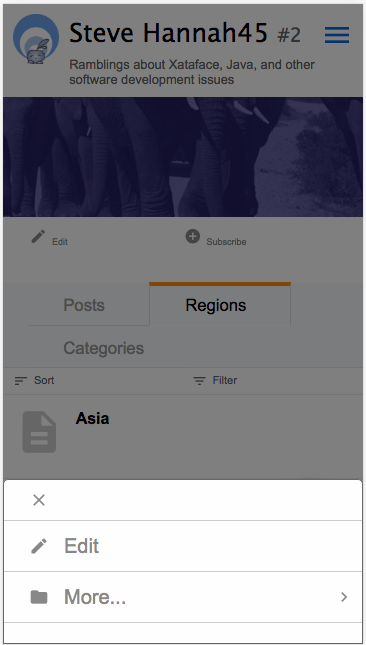 Steve Hannah45 #2
Ramblings about Xataface, Java, and other
software development issues
Edit
Subscribe
Posts
Regions
Categories
Sort
Filter
Asia
Edit
More...